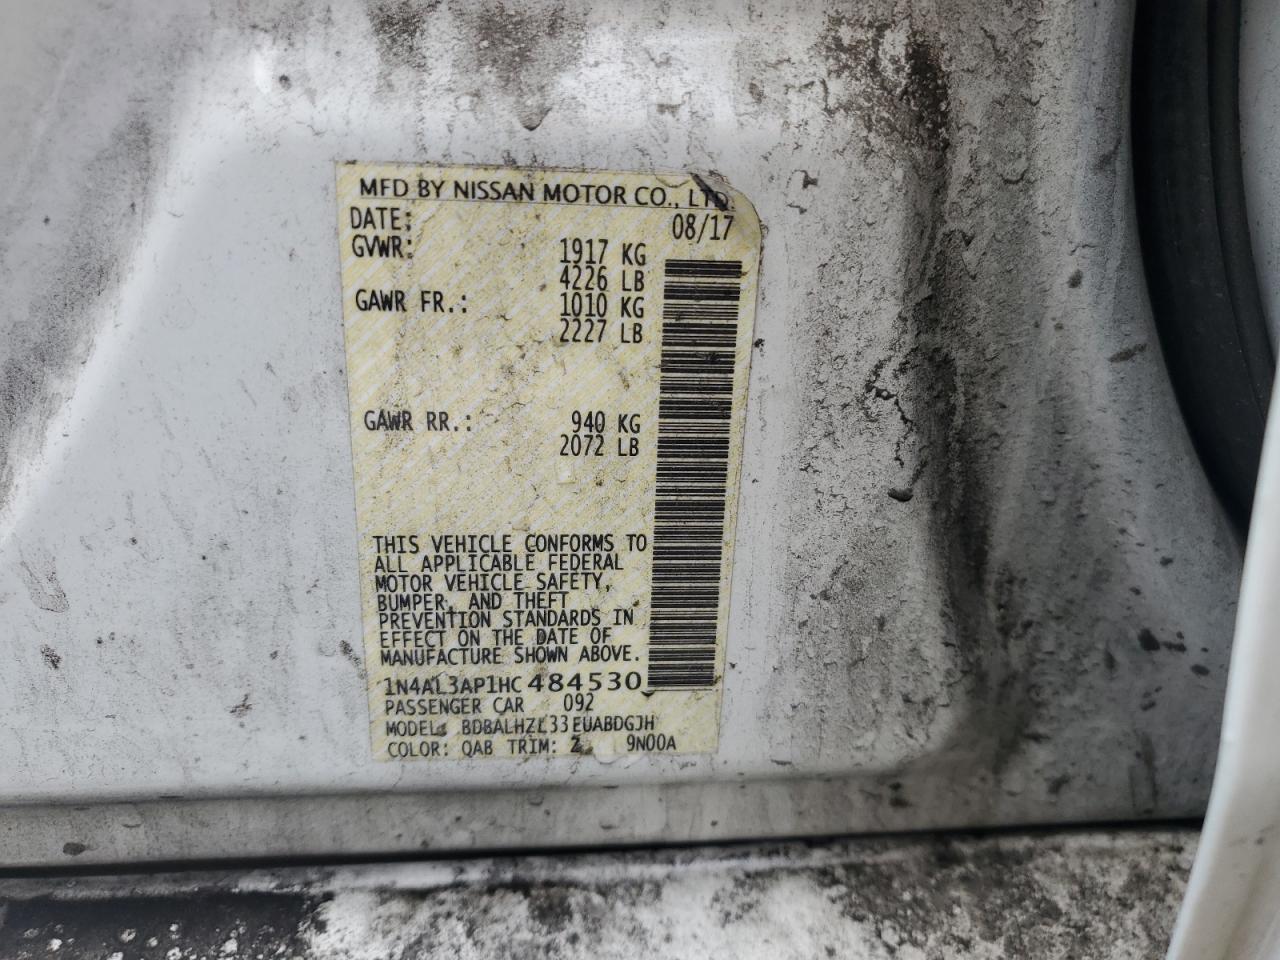 MFD BY NISSAN MOTOR CO., LTD.
DATE: 08/17
GVWR: 1917 KG
4226 LB
GAWR FR.: 1010 KG
2227 LB
GAWR RR.: 940 KG
2072 LB
THIS VEHICLE CONFORMS TO
ALL APPLICABLE FEDERAL
MOTOR VEHICLE SAFETY,
BUMPER, AND THEFT
PREVENTION STANDARDS IN
EFFECT ON THE DATE OF
MANUFACTURE SHOWN ABOVE.
1N4AL3AP1HC484530
PASSENGER CAR 092
MODEL: BDBALHZL33EUABDGJH
COLOR: QAB TRIM: Z 9N00A